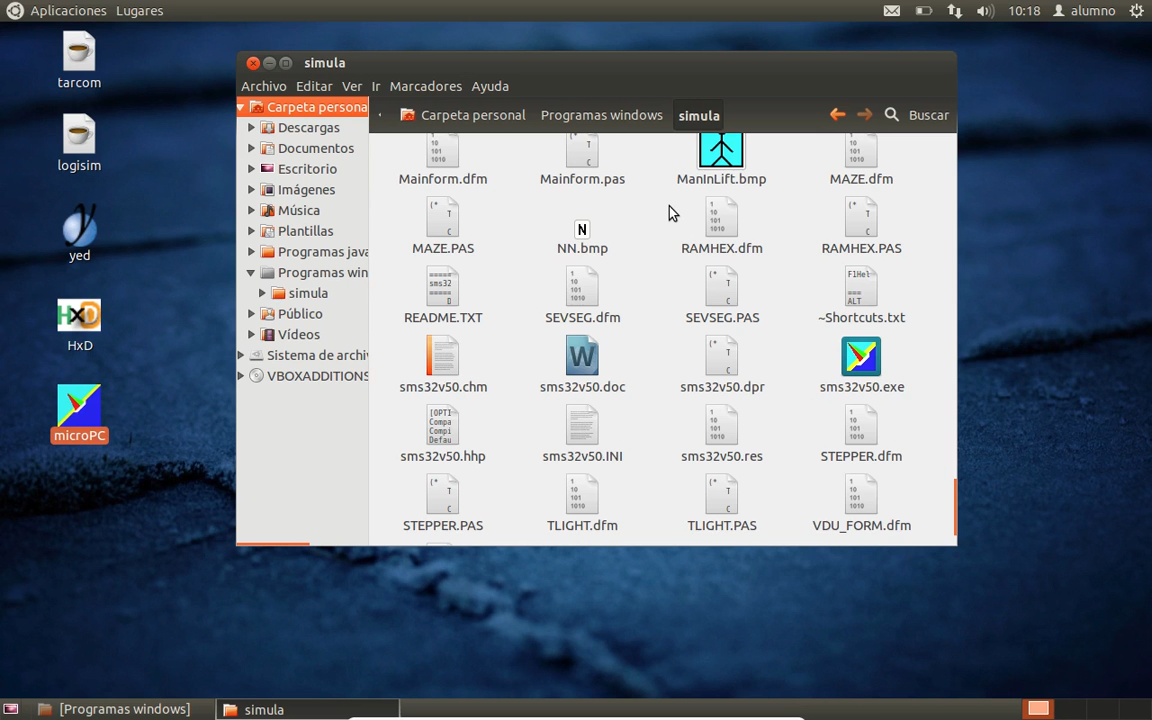 Aplicaciones Lugares 10:18 alumno
tarcom
logisim
yed
HxD
HxD
microPC
simula
Archivo Editar Ver Ir Marcadores Ayuda
Carpeta persona
Descargas
Documentos
Escritorio
Imágenes
Música
Plantillas
Programas java
Programas win
simula
Público
Vídeos
Sistema de archi
VBOXADDITIONS
Carpeta personal Programas windows simula Buscar
Mainform.dfm Mainform.pas ManInLift.bmp MAZE.dfm
MAZE.PAS NN.bmp RAMHEX.dfm RAMHEX.PAS
README.TXT SEVSEG.dfm SEVSEG.PAS ~Shortcuts.txt
sms32v50.chm sms32v50.doc sms32v50.dpr sms32v50.exe
sms32v50.hhp sms32v50.INI sms32v50.res STEPPER.dfm
STEPPER.PAS TLIGHT.dfm TLIGHT.PAS VDU_FORM.dfm
[Programas windows] simula